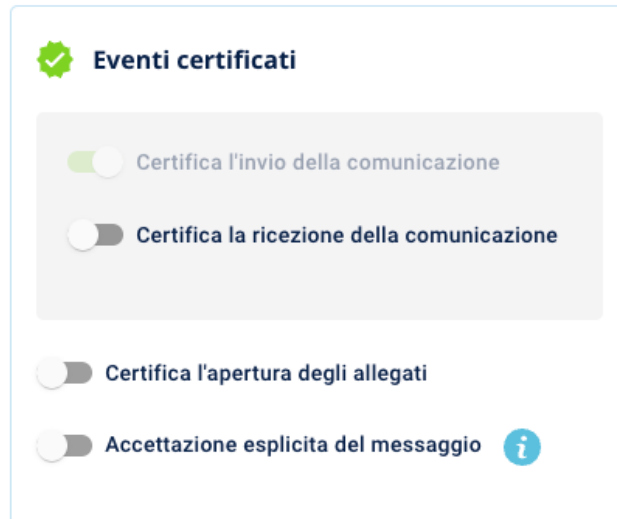 Eventi certificati
Certifica l'invio della comunicazione
Certifica la ricezione della comunicazione
Certifica l'apertura degli allegati
Accettazione esplicita del messaggio i